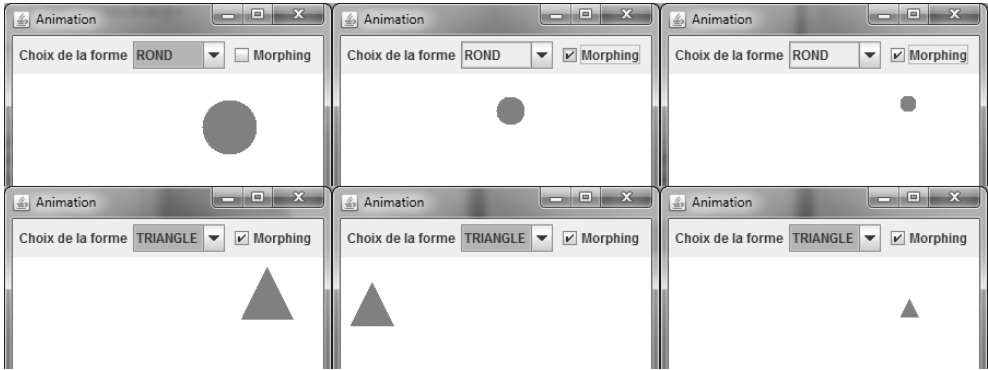 Animation
Choix de la forme ROND Morphing
Animation
Choix de la forme ROND Morphing
Animation
Choix de la forme ROND Morphing
Animation
Choix de la forme TRIANGLE Morphing
Animation
Choix de la forme TRIANGLE Morphing
Animation
Choix de la forme TRIANGLE Morphing